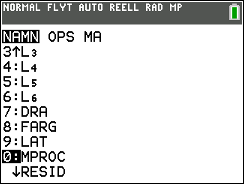 NORMAL FLYT AUTO REELL RAD MP
NAMN OPS MA
3↑L₃
4:L₄
5:L₅
6:L₆
7:DRA
8:FARG
9:LAT
0:MPROC
↓RESID